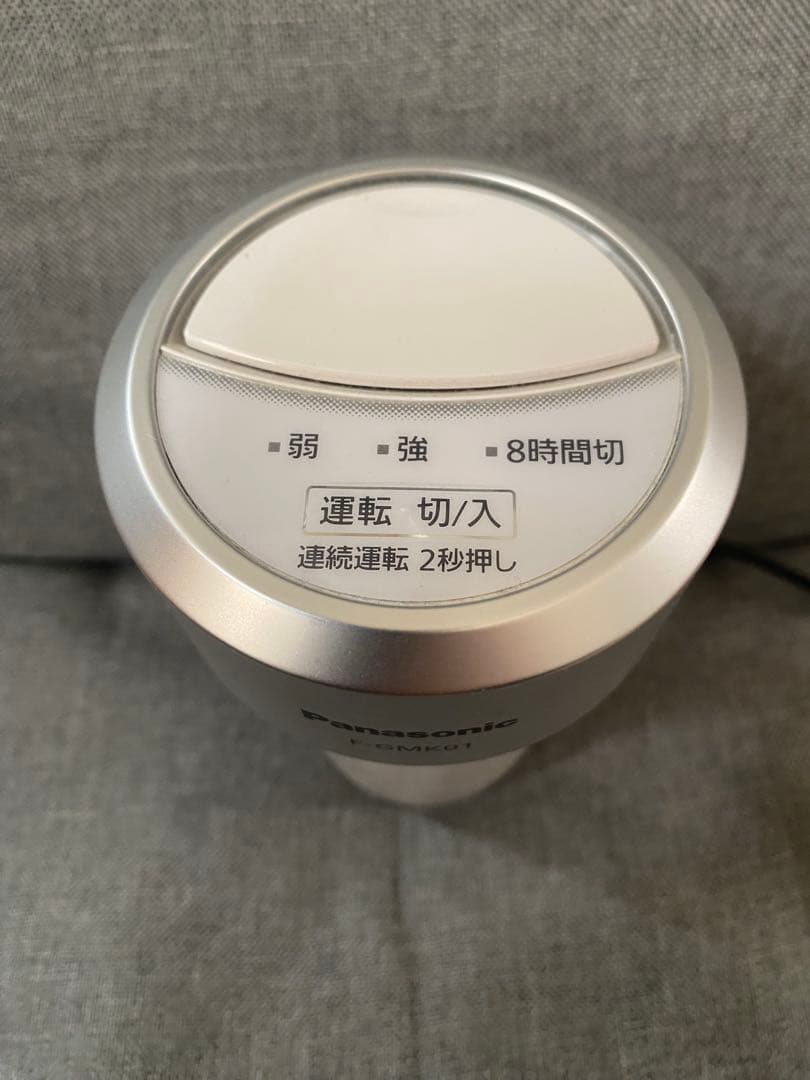 弱 強 8時間切
運転 切/入
連続運転 2秒押し
Panasonic
F-GMK01